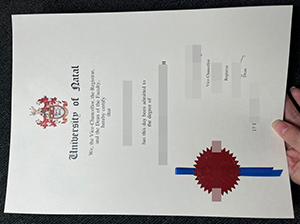 University of Natal
We, the Vice-Chancellor, the Registrar,
and the Dean of the Faculty,
hereby certify
that
has this day been admitted to
the degree of
Vice-Chancellor
Registrar
Dean